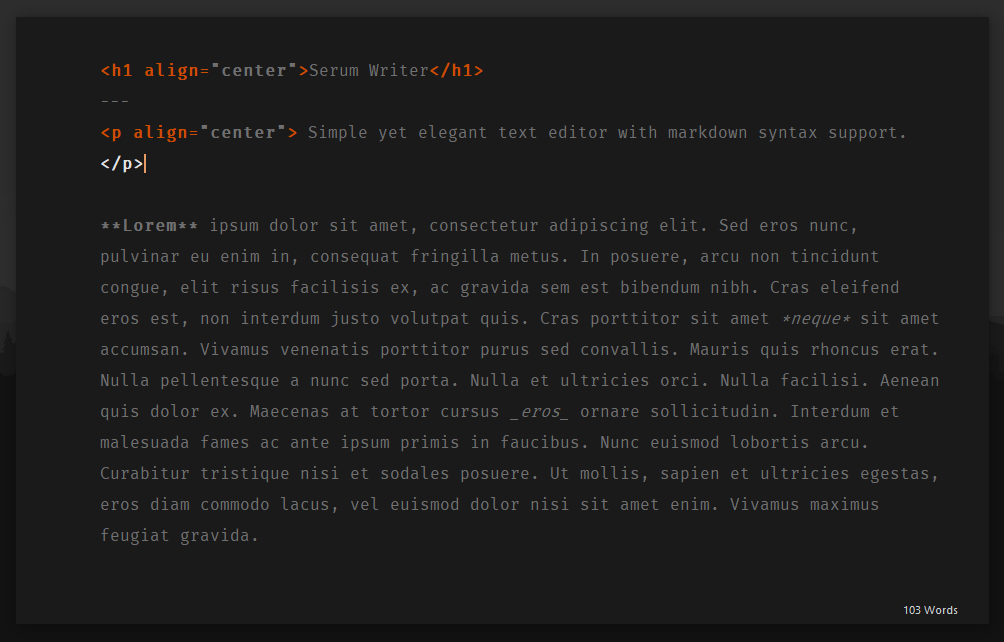 <h1 align="center">Serum Writer</h1>
---
<p align="center"> Simple yet elegant text editor with markdown syntax support.
</p>
**Lorem** ipsum dolor sit amet, consectetur adipiscing elit. Sed eros nunc,
pulvinar eu enim in, consequat fringilla metus. In posuere, arcu non tincidunt
congue, elit risus facilisis ex, ac gravida sem est bibendum nibh. Cras eleifend
eros est, non interdum justo volutpat quis. Cras porttitor sit amet *neque* sit amet
accumsan. Vivamus venenatis porttitor purus sed convallis. Mauris quis rhoncus erat.
Nulla pellentesque a nunc sed porta. Nulla et ultricies orci. Nulla facilisi. Aenean
quis dolor ex. Maecenas at tortor cursus _eros_ ornare sollicitudin. Interdum et
malesuada fames ac ante ipsum primis in faucibus. Nunc euismod lobortis arcu.
Curabitur tristique nisi et sodales posuere. Ut mollis, sapien et ultricies egestas,
eros diam commodo lacus, vel euismod dolor nisi sit amet enim. Vivamus maximus
feugiat gravida.
103 Words